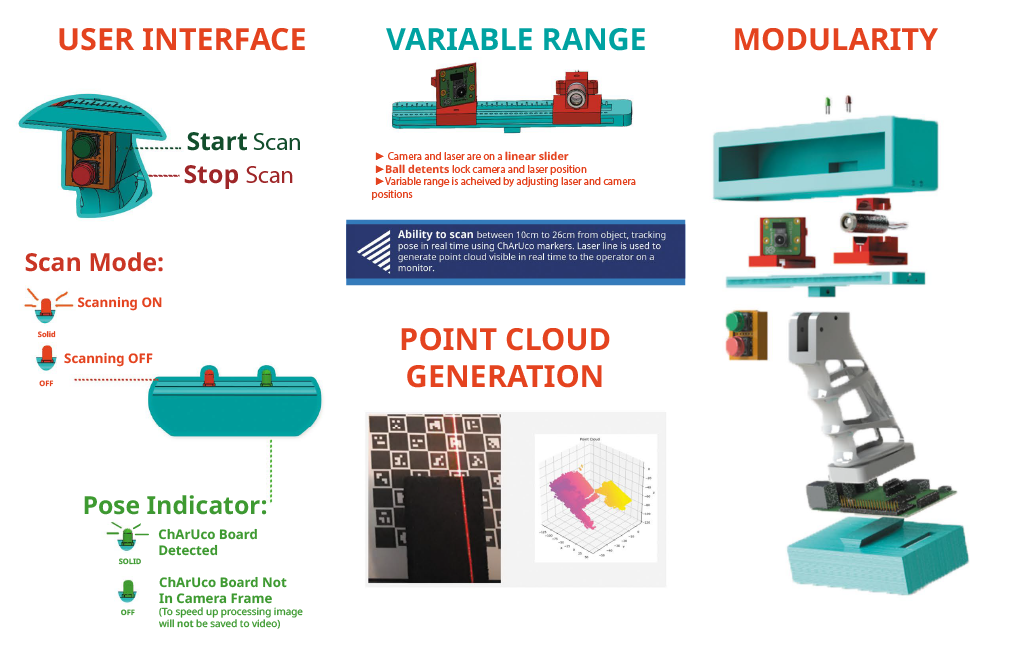 USER INTERFACE
Start Scan
Stop Scan
Scan Mode:
Scanning ON
Solid
Scanning OFF
OFF
Pose Indicator:
ChArUco Board
Detected
SOLID
ChArUco Board Not
In Camera Frame
OFF
(To speed up processing image
will not be saved to video)
VARIABLE RANGE
▶ Camera and laser are on a linear slider
▶Ball detents lock camera and laser position
▶Variable range is acheived by adjusting laser and camera
positions
Ability to scan between 10cm to 26cm from object, tracking
pose in real time using ChArUco markers. Laser line is used to
generate point cloud visible in real time to the operator on a
monitor.
POINT CLOUD
GENERATION
Point Cloud
MODULARITY